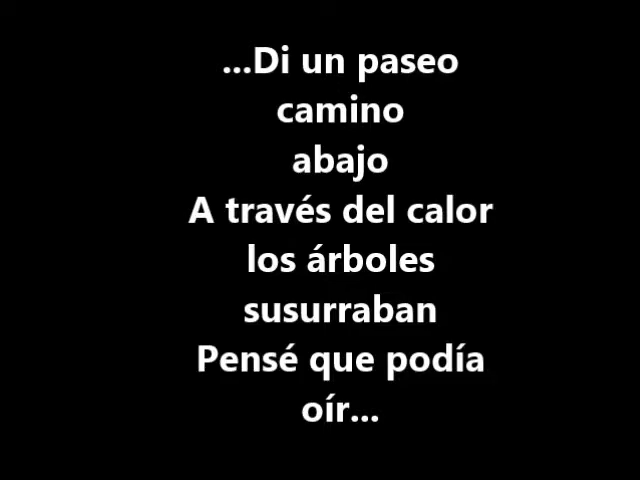 ...Di un paseo
camino
abajo
A través del calor
los árboles
susurraban
Pensé que podía
oír...